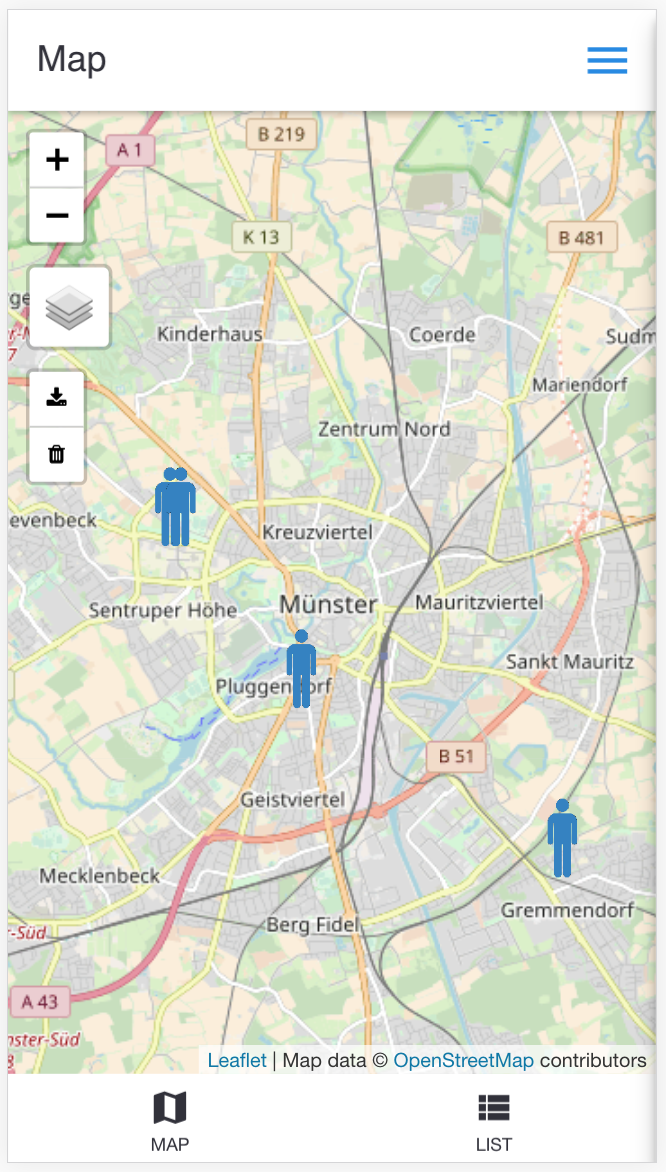 Map
B 219
A 1
+
K 13
B 481
−
Kinderhaus
Coerde
Sudm
7
Mariendorf
Zentrum Nord
evenbeck
Kreuzviertel
Münster
Mauritzviertel
Sentruper Höhe
Sankt Mauritz
Pluggendorf
B 51
Geistviertel
Mecklenbeck
Gremmendorf
Berg Fidel
r-Süd
A 43
nster-Süd
Leaflet | Map data © OpenStreetMap contributors
MAP
LIST